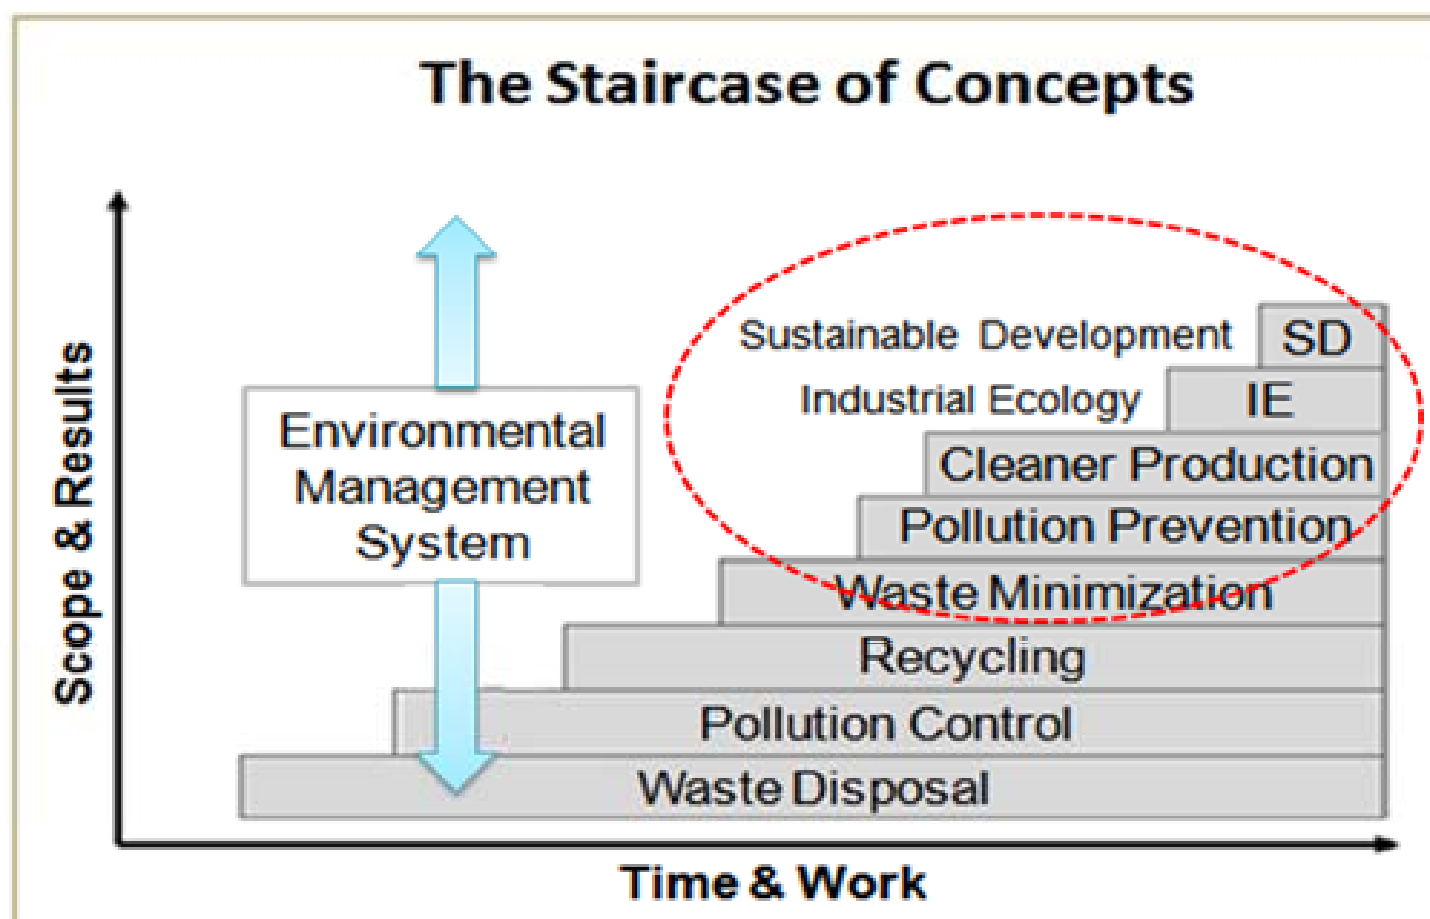 The Staircase of Concepts
Scope & Results
Environmental
Management
System
Sustainable Development
SD
Industrial Ecology
IE
Cleaner Production
Pollution Prevention
Waste Minimization
Recycling
Pollution Control
Waste Disposal
Time & Work